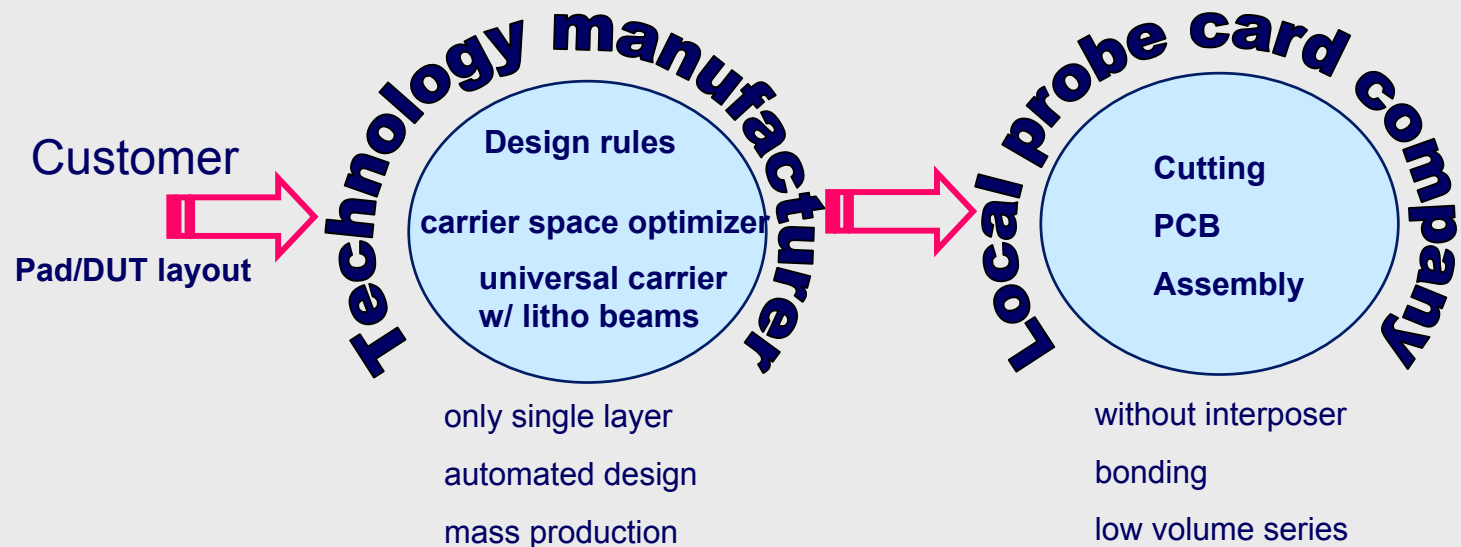 Customer
Pad/DUT layout
Technology manufacturer
Design rules
carrier space optimizer
universal carrier
w/ litho beams
only single layer
automated design
mass production
Local probe card company
Cutting
PCB
Assembly
without interposer
bonding
low volume series